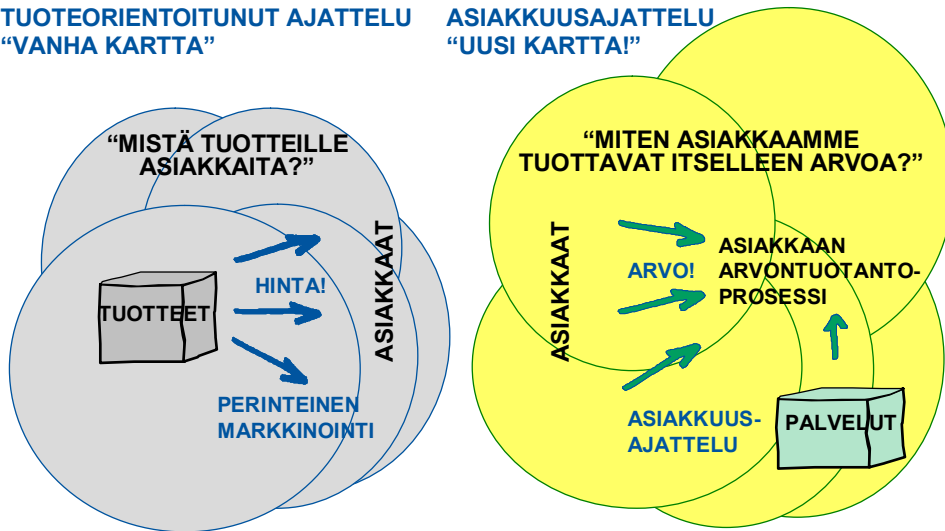 TUOTEORIENTOITUNUT AJATTELU
“VANHA KARTTA”
“MISTÄ TUOTTEILLE
ASIAKKAITA?”
TUOTTEET
HINTA!
ASIAKKAAT
PERINTEINEN
MARKKINOINTI
ASIAKKUUSAJATTELU
“UUSI KARTTA!”
“MITEN ASIAKKAAMME
TUOTTAVAT ITSELLEEN ARVOA?”
ASIAKKAAT
ARVO!
ASIAKKAAN
ARVONTUOTANTO-
PROSESSI
ASIAKKUUS-
AJATTELU
PALVELUT